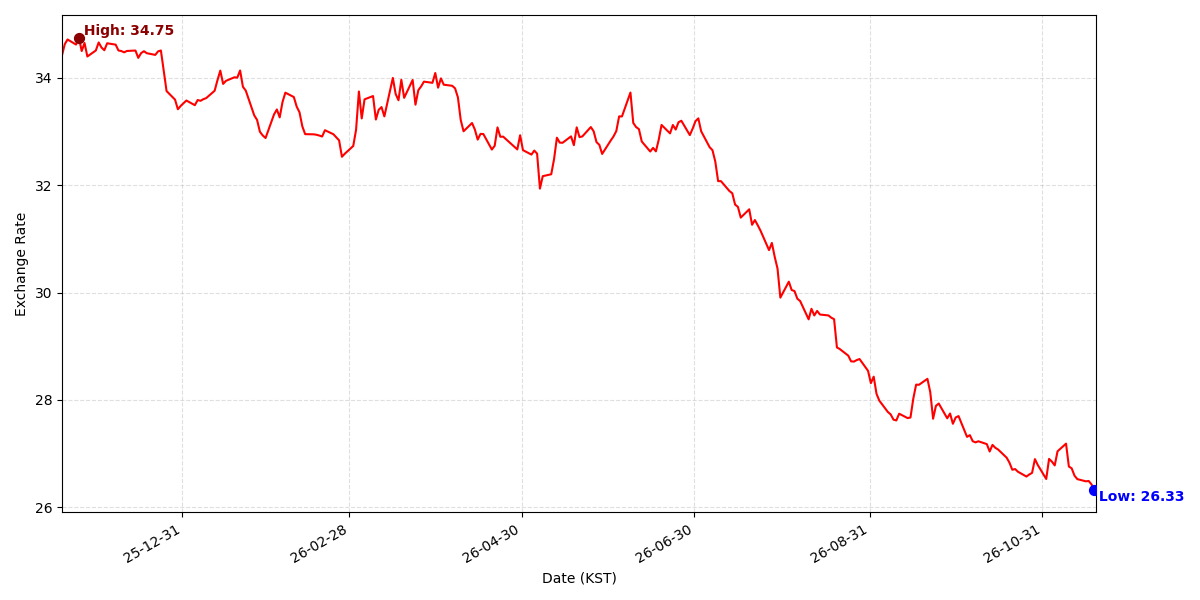 High: 34.75
34
32
30
28
26
Exchange Rate
Low: 26.33
25-12-31
26-02-28
26-04-30
26-06-30
26-08-31
26-10-31
Date (KST)